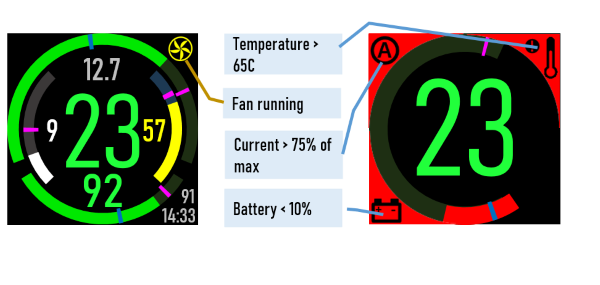 12.7
9
23
57
92
91
14:33
Temperature >
65C
Fan running
Current > 75% of
max
Battery < 10%
A
23